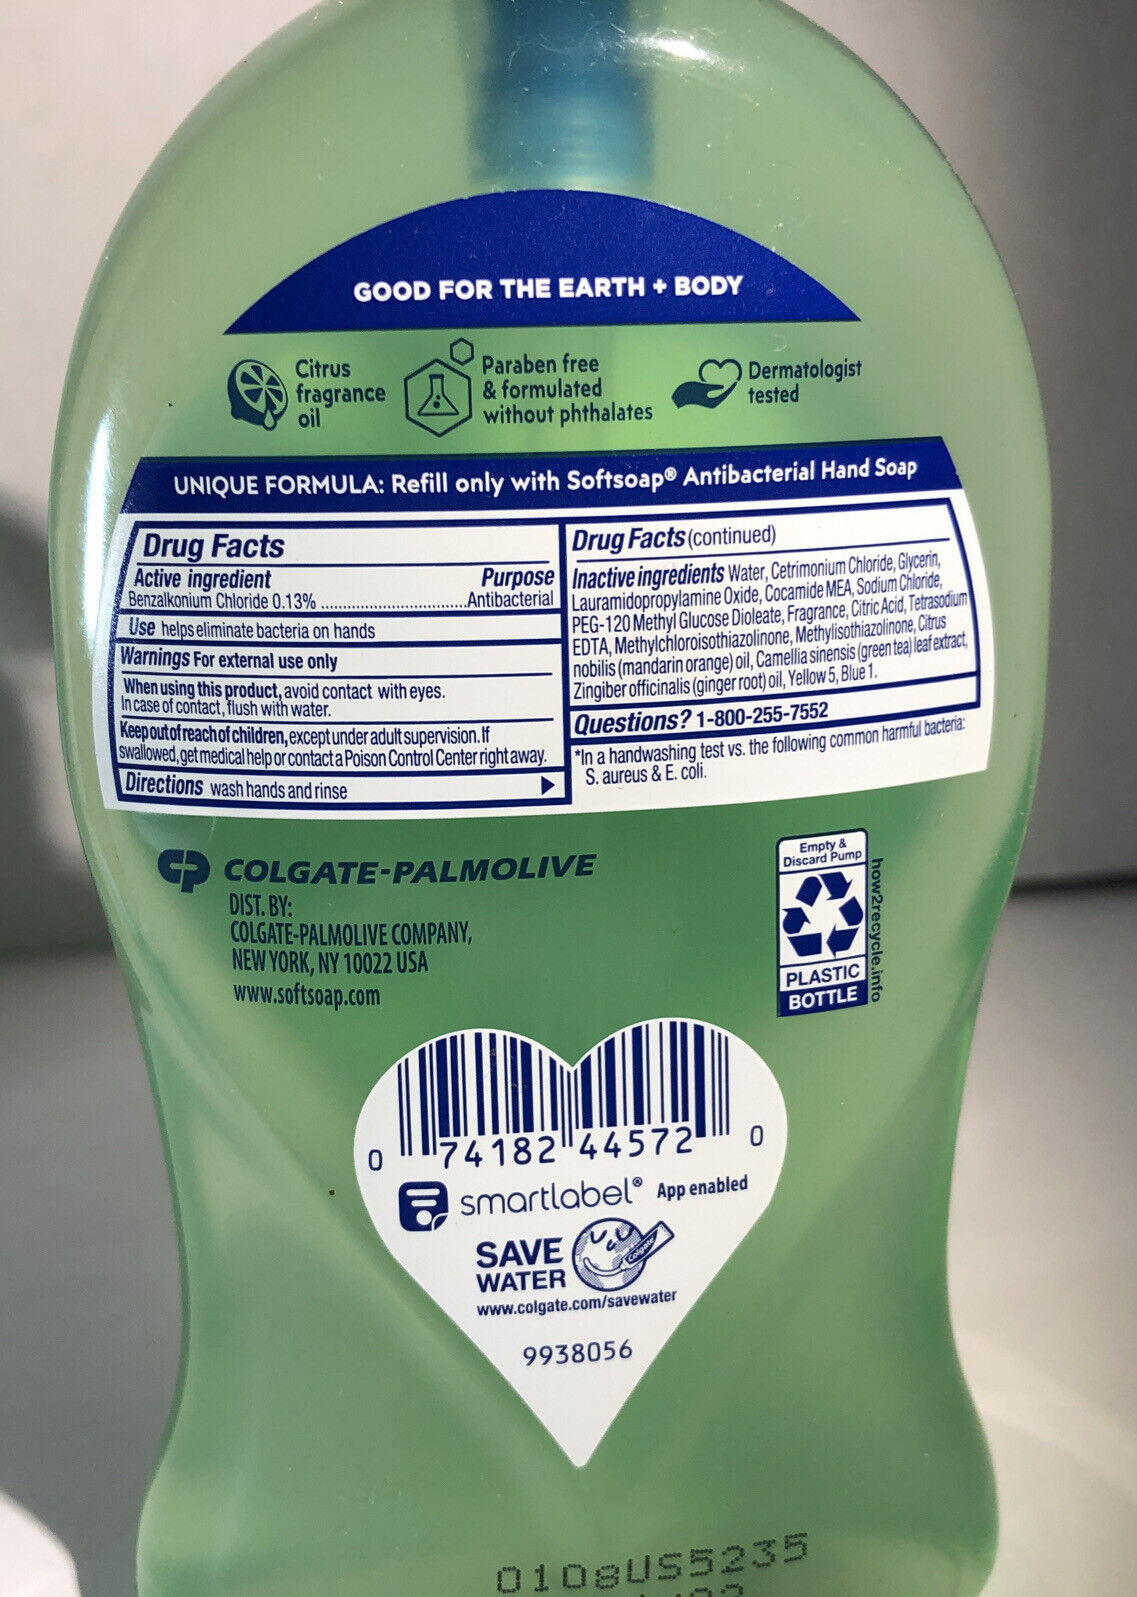 GOOD FOR THE EARTH + BODY
Citrus
fragrance
oil
Paraben free
& formulated
without phthalates
Dermatologist
tested
UNIQUE FORMULA: Refill only with Softsoap® Antibacterial Hand Soap
Drug Facts
Active ingredient Purpose
Benzalkonium Chloride 0.13% ..............................Antibacterial
Use helps eliminate bacteria on hands
Warnings For external use only
When using this product, avoid contact with eyes.
In case of contact, flush with water.
Keep out of reach of children, except under adult supervision. If
swallowed, get medical help or contact a Poison Control Center right away.
Directions wash hands and rinse
Drug Facts (continued)
Inactive ingredients Water, Cetrimonium Chloride, Glycerin,
Lauramidopropylamine Oxide, Cocamide MEA, Sodium Chloride,
PEG-120 Methyl Glucose Dioleate, Fragrance, Citric Acid, Tetrasodium
EDTA, Methylchloroisothiazolinone, Methylisothiazolinone, Citrus
nobilis (mandarin orange) oil, Camellia sinensis (green tea) leaf extract,
Zingiber officinalis (ginger root) oil, Yellow 5, Blue 1.
Questions? 1-800-255-7552
*In a handwashing test vs. the following common harmful bacteria:
S. aureus & E. coli.
CP COLGATE-PALMOLIVE
DIST. BY:
COLGATE-PALMOLIVE COMPANY,
NEW YORK, NY 10022 USA
www.softsoap.com
Empty &
Discard Pump
PLASTIC
BOTTLE
how2recycle.info
0 74182 44572 0
smartlabel® App enabled
SAVE
WATER
Colgate
www.colgate.com/savewater
9938056
0108US5235